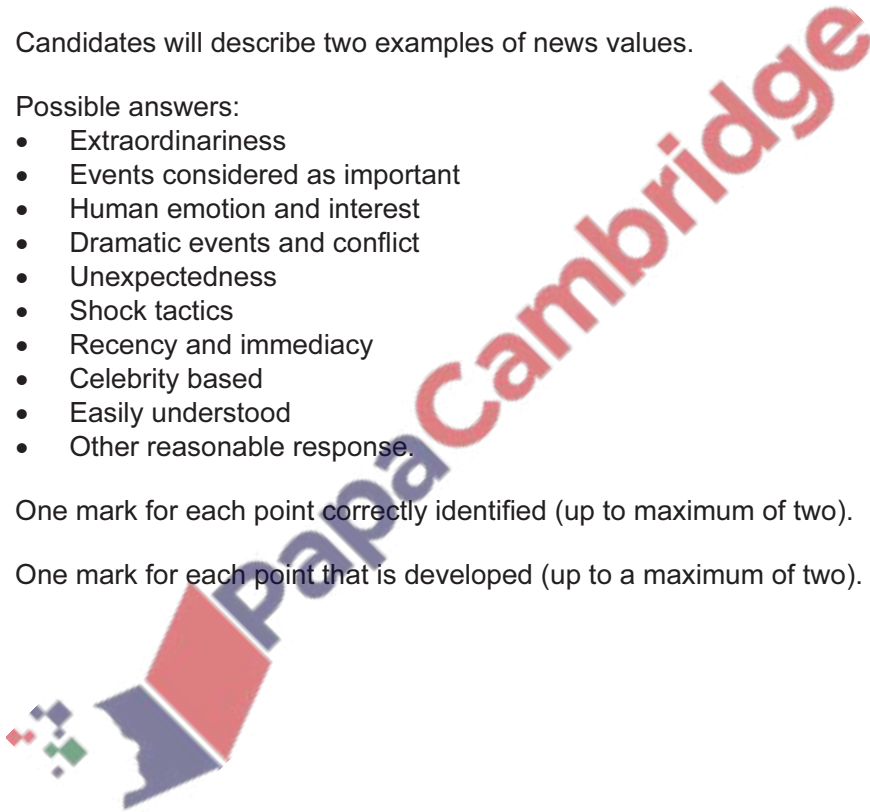 Candidates will describe two examples of news values.
Possible answers:
• Extraordinariness
• Events considered as important
• Human emotion and interest
• Dramatic events and conflict
• Unexpectedness
• Shock tactics
• Recency and immediacy
• Celebrity based
• Easily understood
• Other reasonable response.
One mark for each point correctly identified (up to maximum of two).
One mark for each point that is developed (up to a maximum of two).
PapaCambridge